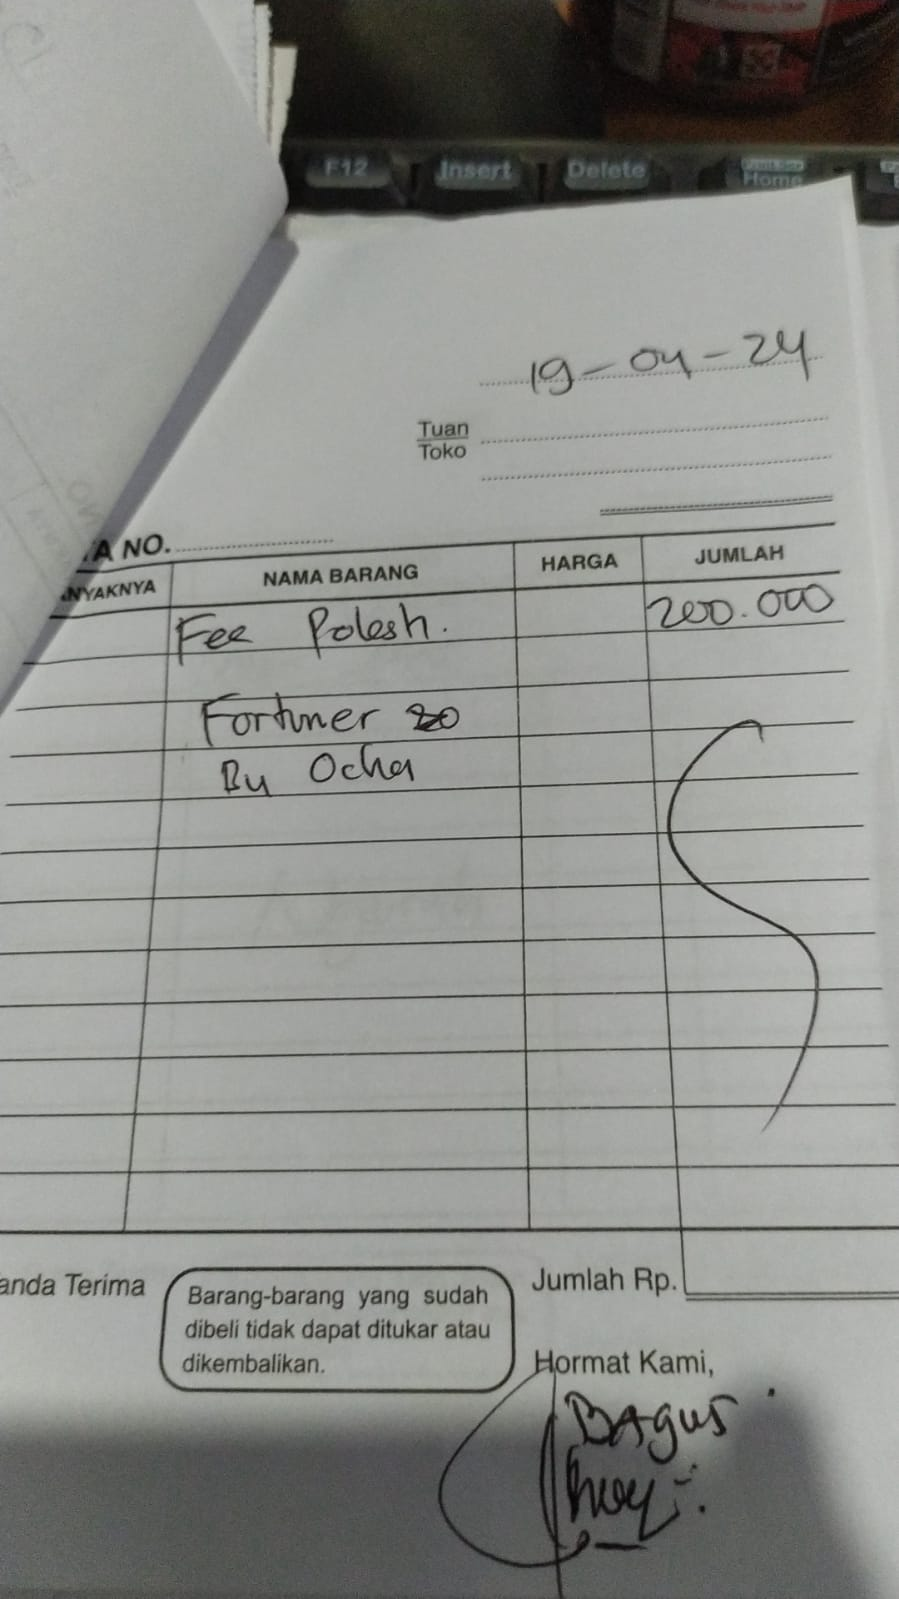 F12 Insert Delete Home
19-04-24
Tuan
Toko
A NO.
NYAKNYA NAMA BARANG HARGA JUMLAH
Fee Polesh. 200.000
Fortuner
Bu Ocha
anda Terima
Barang-barang yang sudah
dibeli tidak dapat ditukar atau
dikembalikan.
Jumlah Rp.
Hormat Kami,
BAgus